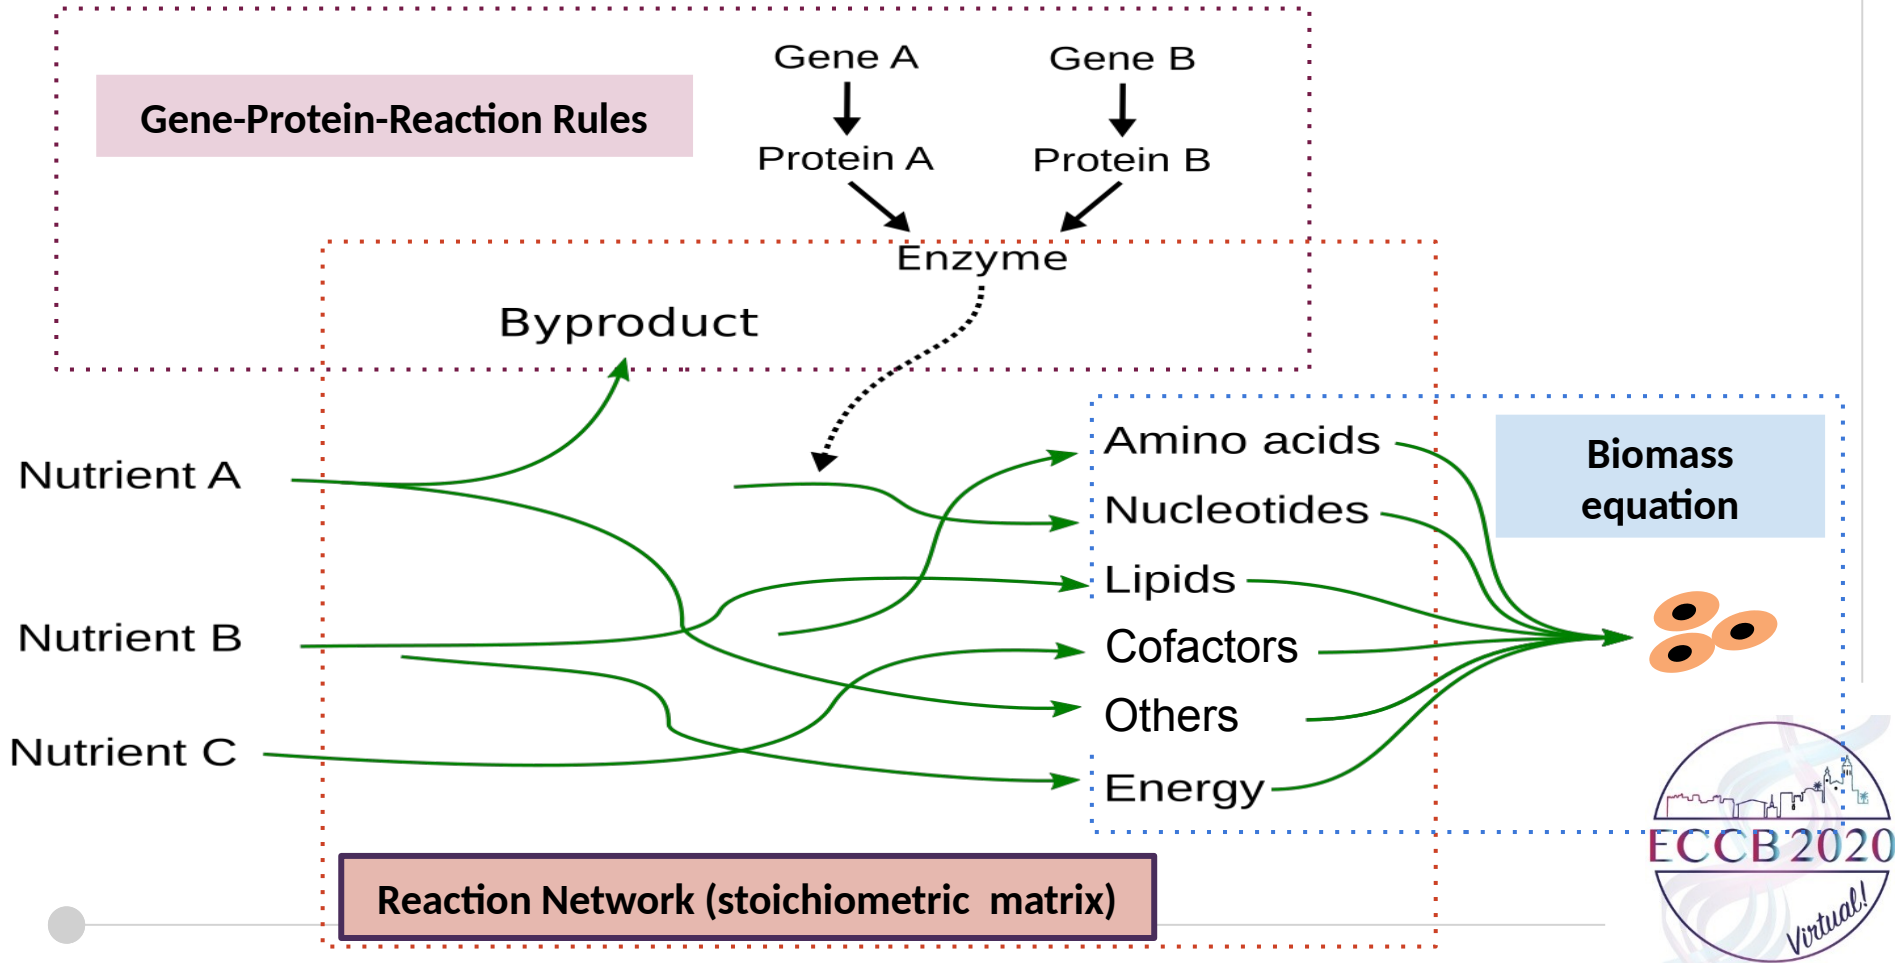 Gene A
Gene B
Gene-Protein-Reaction Rules
Protein A
Protein B
Enzyme
Byproduct
Nutrient A
Nutrient B
Nutrient C
Amino acids
Nucleotides
Lipids
Cofactors
Others
Energy
Biomass
equation
Reaction Network (stoichiometric  matrix)
ECCB 2020
Virtual!